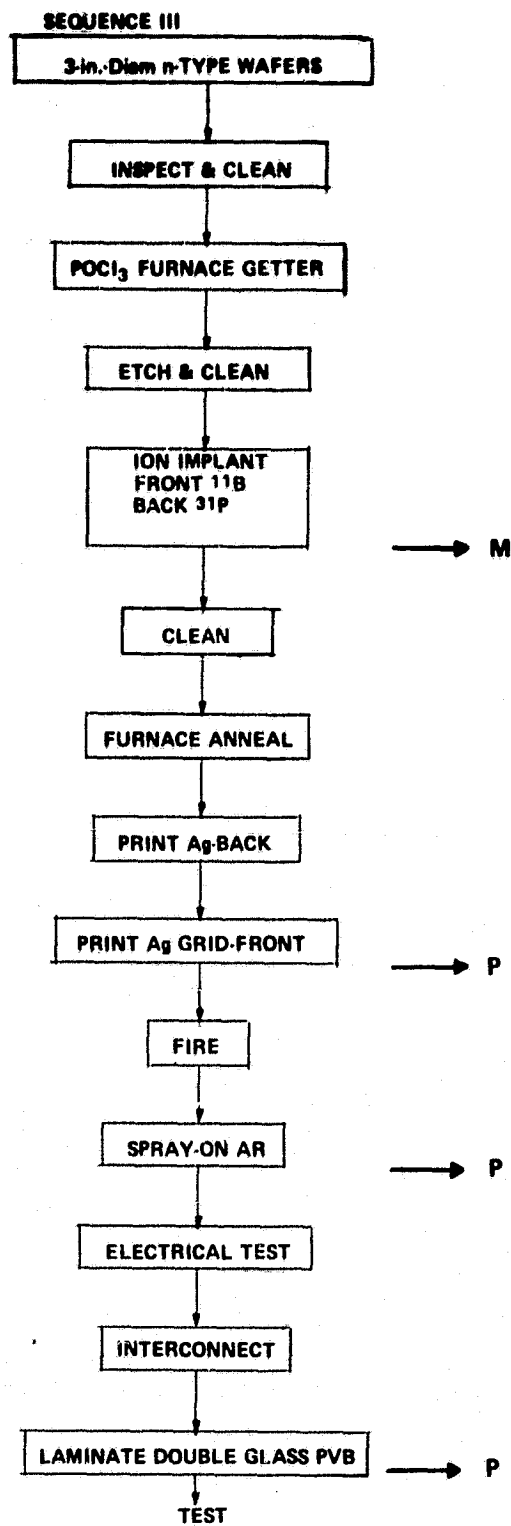 SEQUENCE III
3-in.-Diam n-TYPE WAFERS
INSPECT & CLEAN
POCl₃ FURNACE GETTER
ETCH & CLEAN
ION IMPLANT
FRONT ¹¹B
BACK ³¹P
M
CLEAN
FURNACE ANNEAL
PRINT Ag-BACK
PRINT Ag GRID-FRONT
P
FIRE
SPRAY-ON AR
P
ELECTRICAL TEST
INTERCONNECT
LAMINATE DOUBLE GLASS PVB
P
TEST